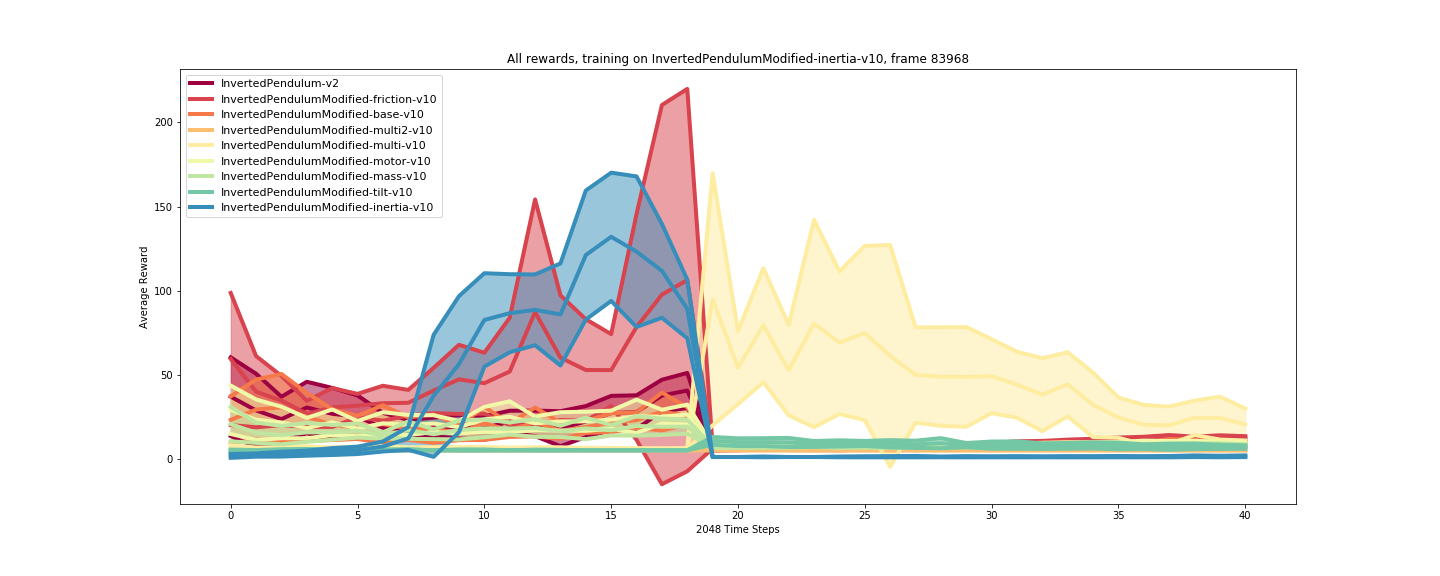 All rewards, training on InvertedPendulumModified-inertia-v10, frame 83968
InvertedPendulum-v2
InvertedPendulumModified-friction-v10
InvertedPendulumModified-base-v10
InvertedPendulumModified-multi2-v10
InvertedPendulumModified-multi-v10
InvertedPendulumModified-motor-v10
InvertedPendulumModified-mass-v10
InvertedPendulumModified-tilt-v10
InvertedPendulumModified-inertia-v10
200
150
100
50
0
Average Reward
0 5 10 15 20 25 30 35 40
2048 Time Steps